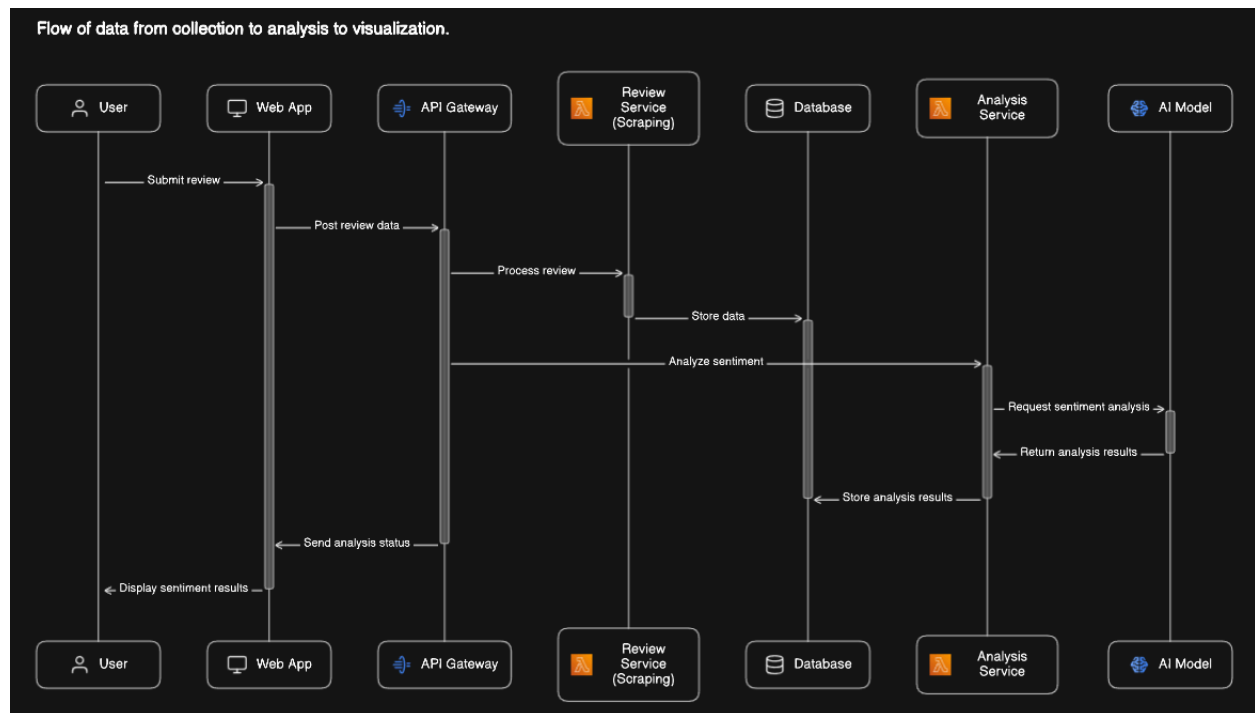 Flow of data from collection to analysis to visualization.
User
Web App
API Gateway
Review
Service
(Scraping)
Database
Analysis
Service
AI Model
Submit review
Post review data
Process review
Store data
Analyze sentiment
Request sentiment analysis
Return analysis results
Store analysis results
Send analysis status
Display sentiment results
User
Web App
API Gateway
Review
Service
(Scraping)
Database
Analysis
Service
AI Model